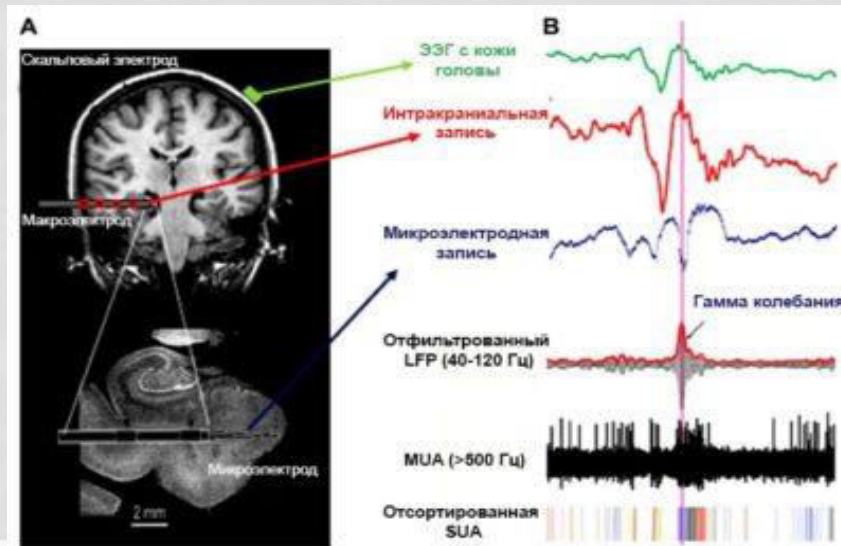 A
B
Скальповый электрод
ЭЭГ с кожи
головы
Интракраниальная
запись
Макроэлектрод
Микроэлектродная
запись
Гамма колебания
Отфильтрованный
LFP (40-120 Гц)
MUA (>500 Гц)
Микроэлектрод
2 mm
Отсортированная
SUA